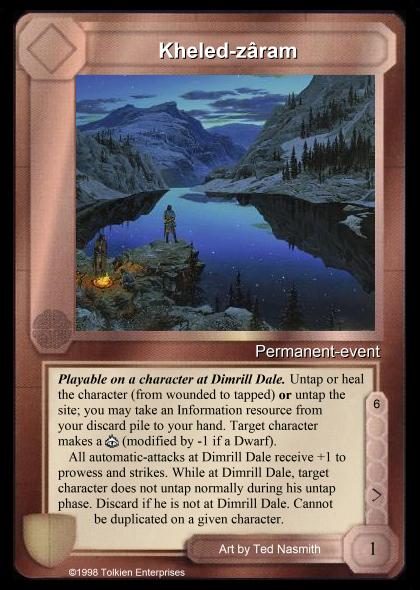 Kheled-zâram
Permanent-event
Playable on a character at Dimrill Dale. Untap or heal
the character (from wounded to tapped) or untap the
site; you may take an Information resource from
your discard pile to your hand. Target character
makes a (modified by -1 if a Dwarf).
All automatic-attacks at Dimrill Dale receive +1 to
prowess and strikes. While at Dimrill Dale, target
character does not untap normally during his untap
phase. Discard if he is not at Dimrill Dale. Cannot
be duplicated on a given character.
6
Art by Ted Nasmith
1
©1998 Tolkien Enterprises